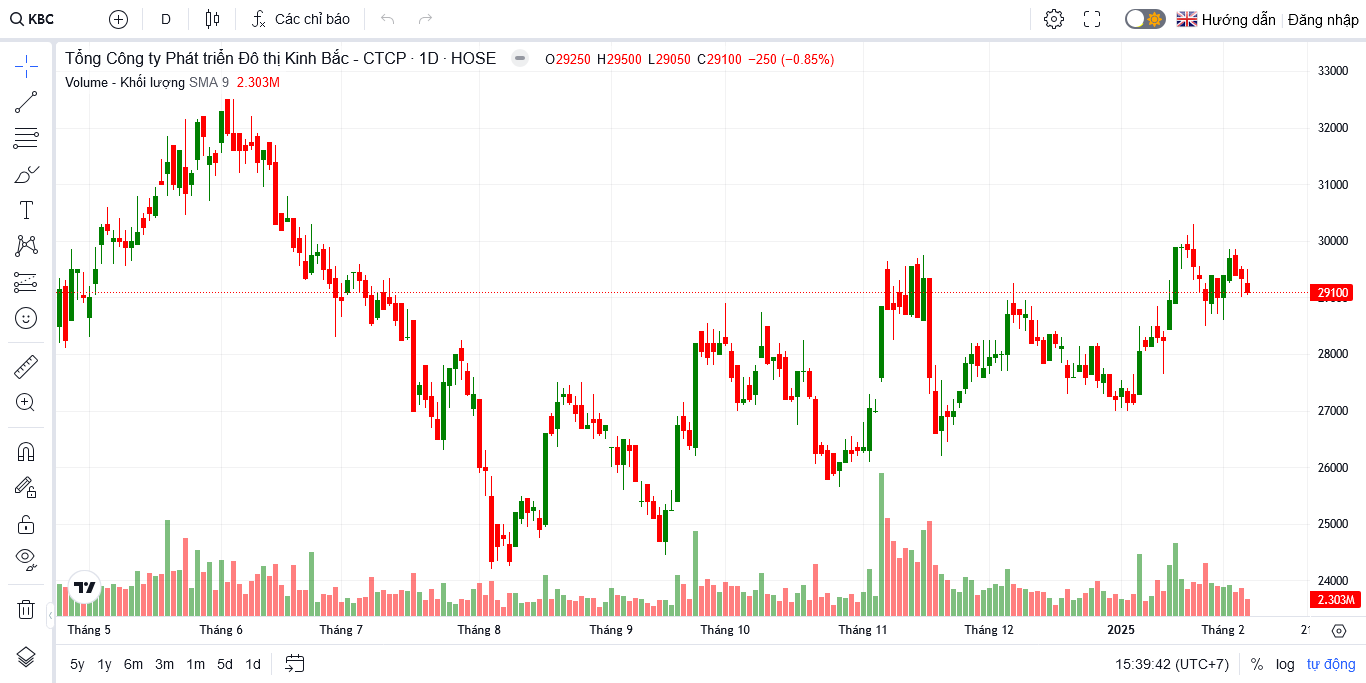 KBC D Các chỉ báo Hướng dẫn Đăng nhập
Tổng Công ty Phát triển Đô thị Kinh Bắc - CTCP · 1D · HOSE O29250 H29500 L29050 C29100 −250 (−0.85%)
Volume - Khối lượng SMA 9 2.303M
33000
32000
31000
30000
29100
28000
27000
26000
25000
24000
2.303M
Tháng 5 Tháng 6 Tháng 7 Tháng 8 Tháng 9 Tháng 10 Tháng 11 Tháng 12 2025 Tháng 2
5y 1y 6m 3m 1m 5d 1d 15:39:42 (UTC+7) % log tự động